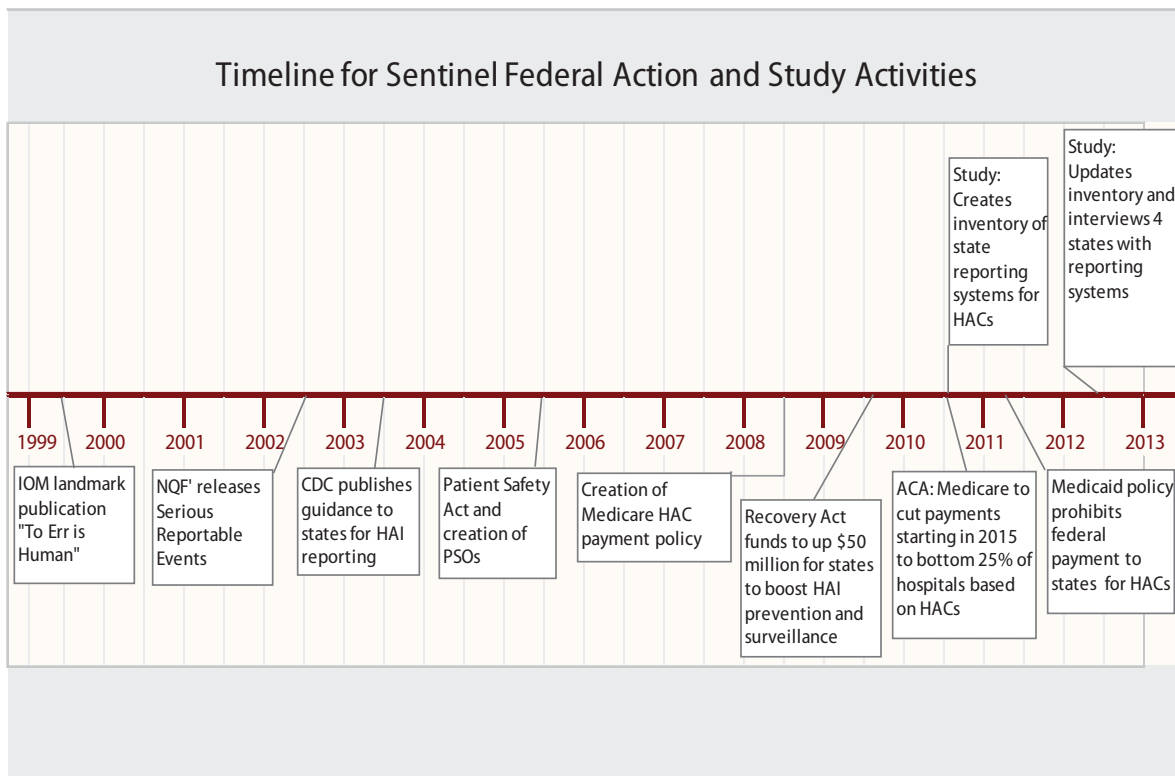 Timeline for Sentinel Federal Action and Study Activities
Study:
Creates
inventory of
state
reporting
systems for
HACs
Study:
Updates
inventory and
interviews 4
states with
reporting
systems
1999 2000 2001 2002 2003 2004 2005 2006 2007 2008 2009 2010 2011 2012 2013
IOM landmark
publication
"To Err is
Human"
NQF' releases
Serious
Reportable
Events
CDC publishes
guidance to
states for HAI
reporting
Patient Safety
Act and
creation of
PSOs
Creation of
Medicare HAC
payment policy
Recovery Act
funds to up $50
million for states
to boost HAI
prevention and
surveillance
ACA: Medicare to
cut payments
starting in 2015
to bottom 25% of
hospitals based
on HACs
Medicaid policy
prohibits
federal
payment to
states for HACs